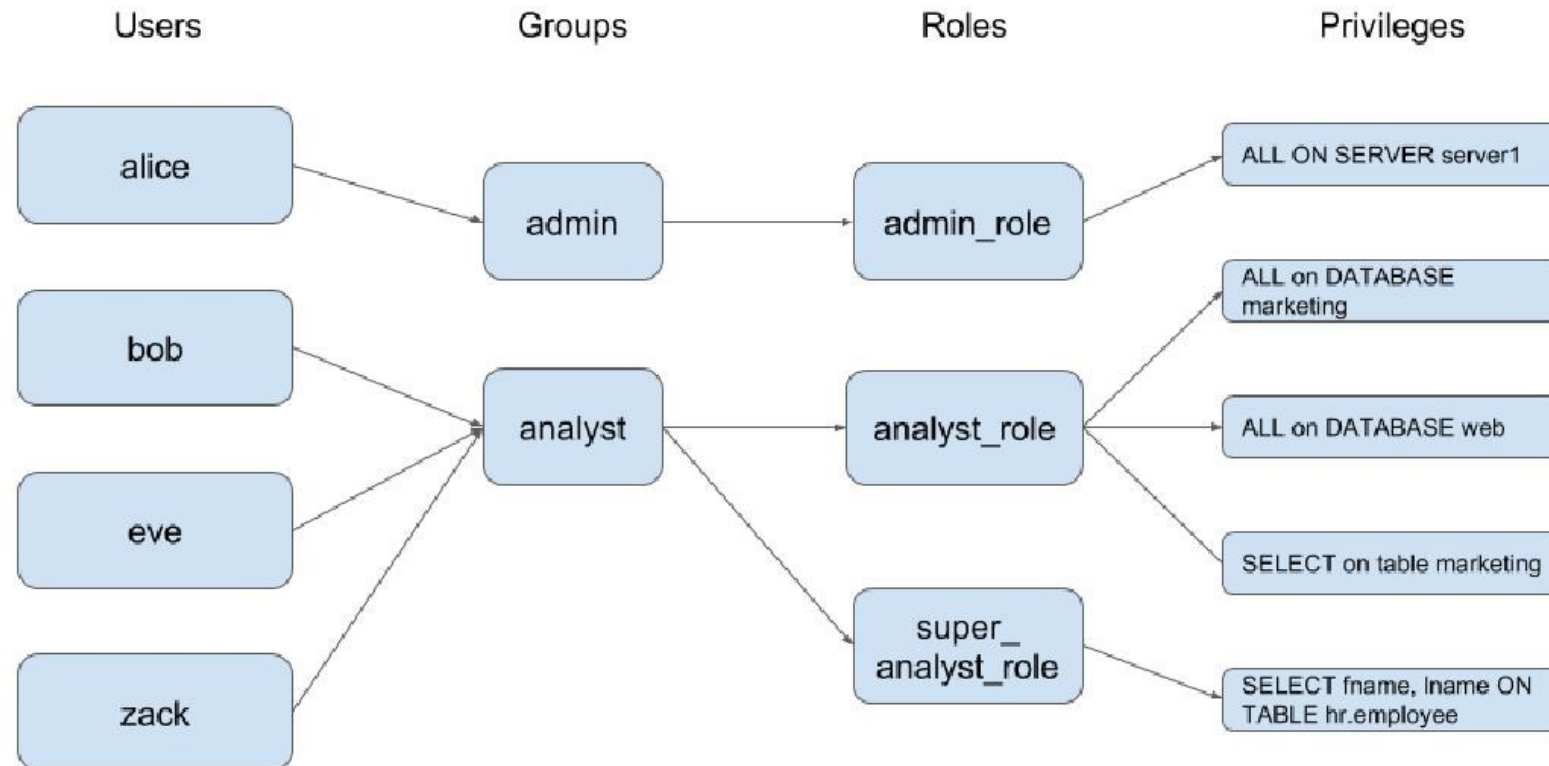 Users
Groups
Roles
Privileges
alice
admin
admin_role
ALL ON SERVER server1
bob
analyst
analyst_role
ALL on DATABASE
marketing
ALL on DATABASE web
eve
SELECT on table marketing
super_
analyst_role
zack
SELECT fname, lname ON
TABLE hr.employee